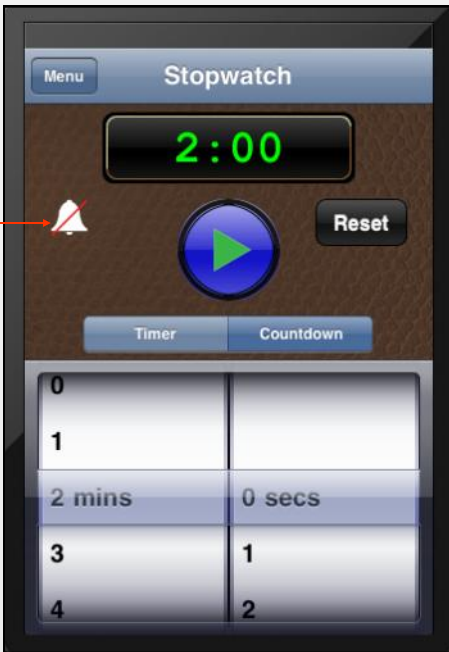 Menu Stopwatch
2:00
Reset
Timer Countdown
0
1
2 mins 0 secs
3 1
4 2